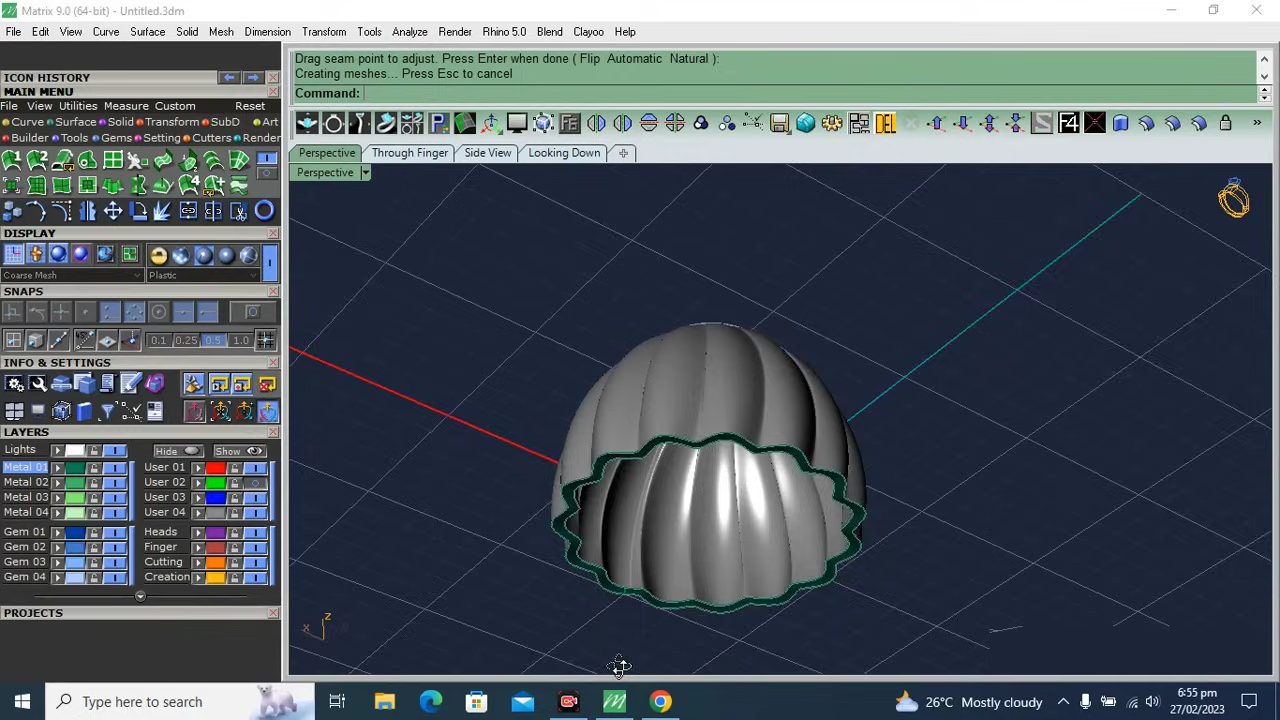 Matrix 9.0 (64-bit) - Untitled.3dm
File Edit View Curve Surface Solid Mesh Dimension Transform Tools Analyze Render Rhino 5.0 Blend Clayoo Help
Drag seam point to adjust. Press Enter when done ( Flip Automatic Natural ):
Creating meshes... Press Esc to cancel
Command:
ICON HISTORY
MAIN MENU
File View Utilities Measure Custom Reset
Curve Surface Solid Transform SubD Art
Builder Tools Gems Setting Cutters Render
DISPLAY
Coarse Mesh Plastic
SNAPS
0.1 0.25 0.5 1.0
INFO & SETTINGS
LAYERS
Lights Hide Show
Metal 01 User 01
Metal 02 User 02
Metal 03 User 03
Metal 04 User 04
Gem 01 Heads
Gem 02 Finger
Gem 03 Cutting
Gem 04 Creation
PROJECTS
P FE S F4 »
Perspective Through Finger Side View Looking Down
Perspective
z
x
Type here to search
26°C Mostly cloudy
6:55 pm
27/02/2023